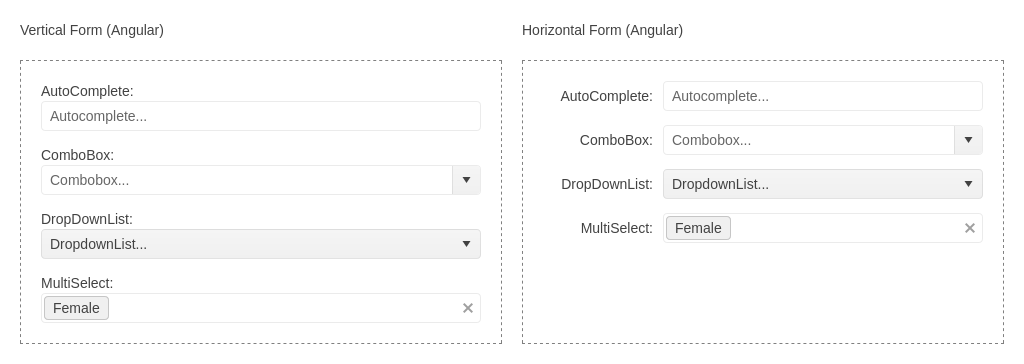 Vertical Form (Angular)
AutoComplete:
Autocomplete...
ComboBox:
Combobox...
DropDownList:
DropdownList...
MultiSelect:
Female
Horizontal Form (Angular)
AutoComplete: Autocomplete...
ComboBox: Combobox...
DropDownList: DropdownList...
MultiSelect: Female